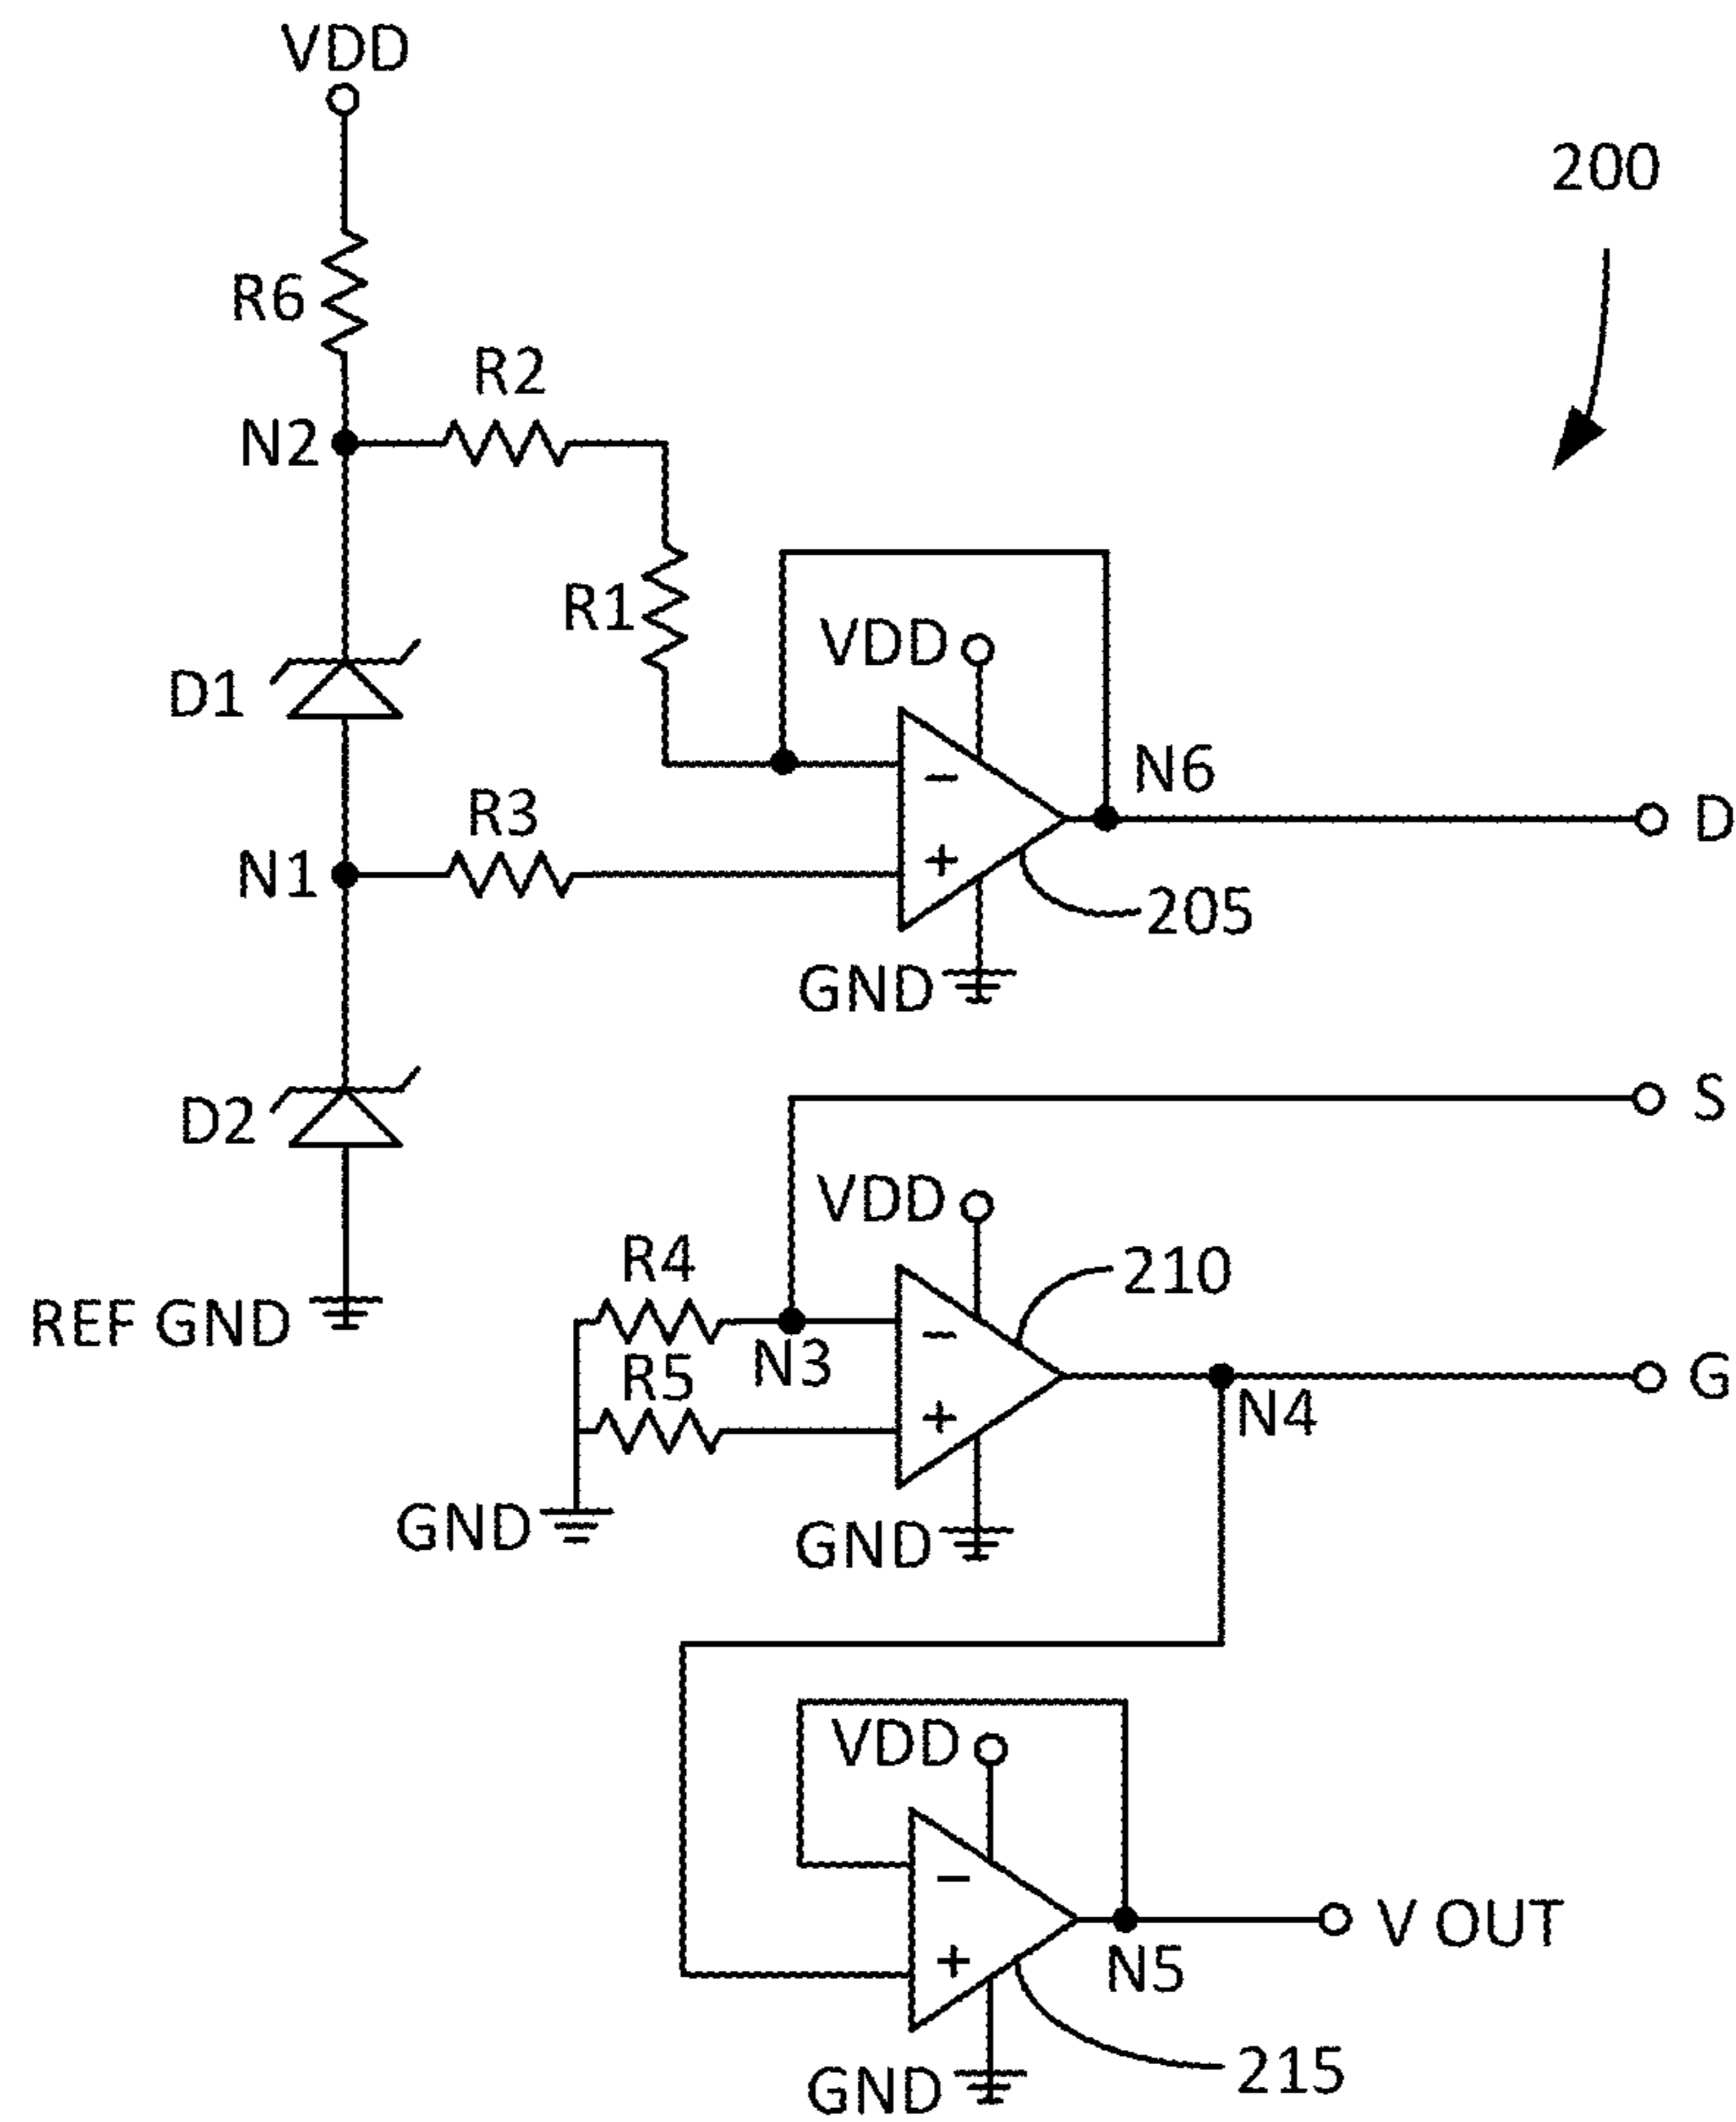 VDD
200
R6
R2
N2
R1
VDD
D1
N6
D
R3
N1
−
+
205
GND
S
D2
VDD
R4
210
REF GND
−
N3
R5
G
+
N4
GND
GND
VDD
−
V OUT
+
N5
215
GND